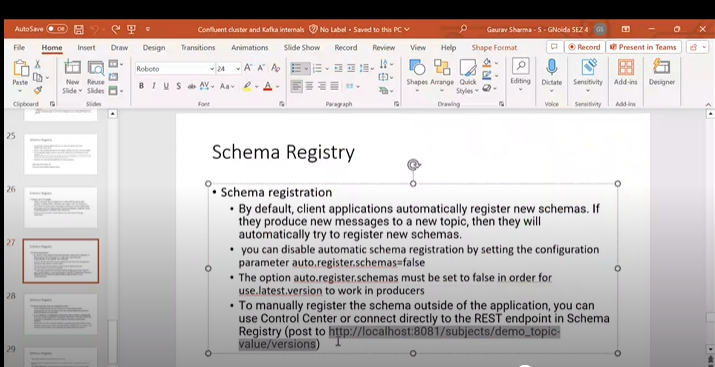 AutoSave Off Confluent cluster and Kafka internals No Label • Saved to this PC Gaurav Sharma - S - GNoida SEZ 4 GS
File Home Insert Draw Design Transitions Animations Slide Show Record Review View Help Shape Format Record Present in Teams
Roboto 24
Paste New Slide Reuse Slides Shapes Arrange Quick Styles Editing Dictate Sensitivity Add-ins Designer
Clipboard Slides Font Paragraph Drawing Voice Sensitivity Add-ins
25
26
27
28
29
Schema Registry
• Schema registration
• By default, client applications automatically register new schemas. If
they produce new messages to a new topic, then they will
automatically try to register new schemas.
• you can disable automatic schema registration by setting the configuration
parameter auto.register.schemas=false
• The option auto.register.schemas must be set to false in order for
use.latest.version to work in producers
• To manually register the schema outside of the application, you can
use Control Center or connect directly to the REST endpoint in Schema
Registry (post to http://localhost:8081/subjects/demo_topic-
value/versions)